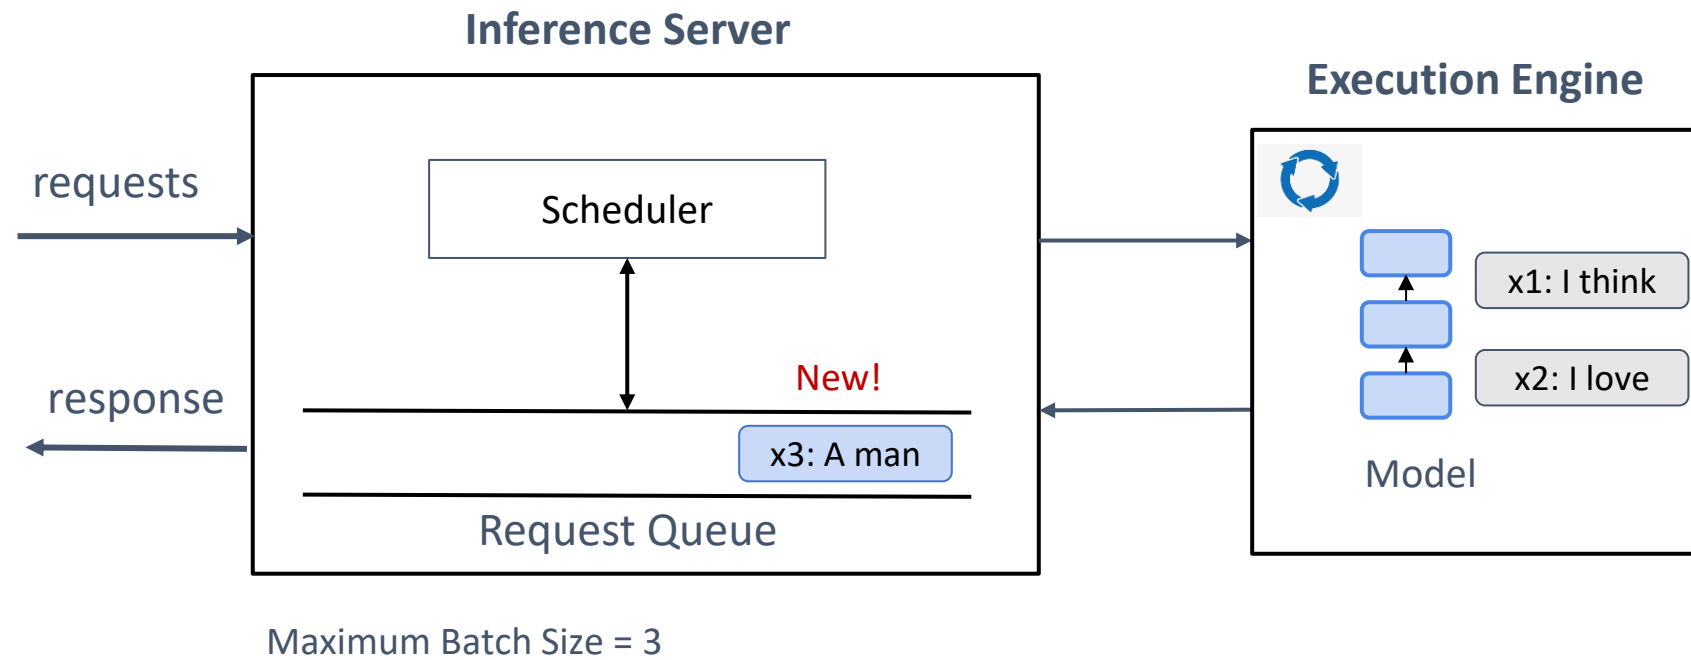 Inference Server
Execution Engine
requests
Scheduler
x1: I think
New!
x2: I love
response
x3: A man
Model
Request Queue
Maximum Batch Size = 3